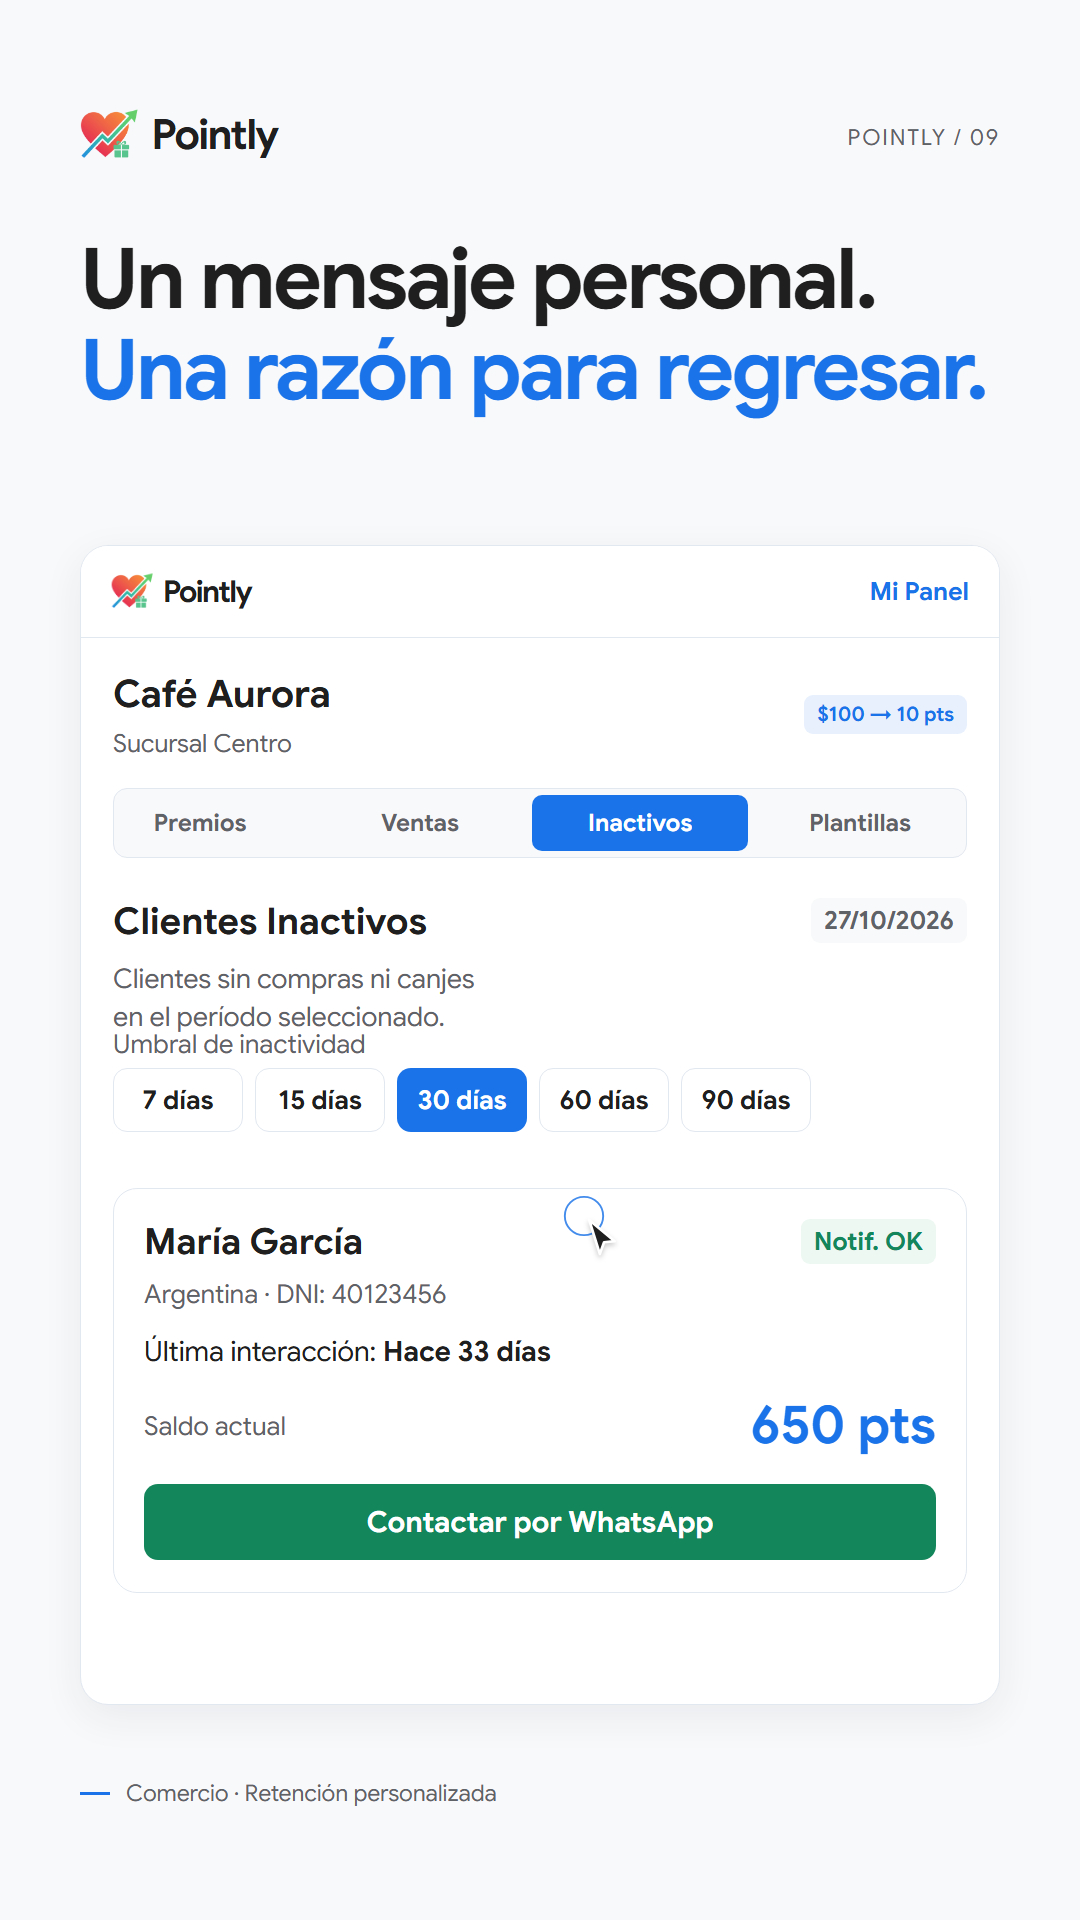 Pointly
POINTLY / 09
Un mensaje personal.
Una razón para regresar.
Pointly
Mi Panel
Café Aurora
$100 → 10 pts
Sucursal Centro
Premios
Ventas
Inactivos
Plantillas
Clientes Inactivos
27/10/2026
Clientes sin compras ni canjes
en el período seleccionado.
Umbral de inactividad
7 días
15 días
30 días
60 días
90 días
María García
Notif. OK
Argentina · DNI: 40123456
Última interacción: Hace 33 días
Saldo actual
650 pts
Contactar por WhatsApp
Comercio · Retención personalizada